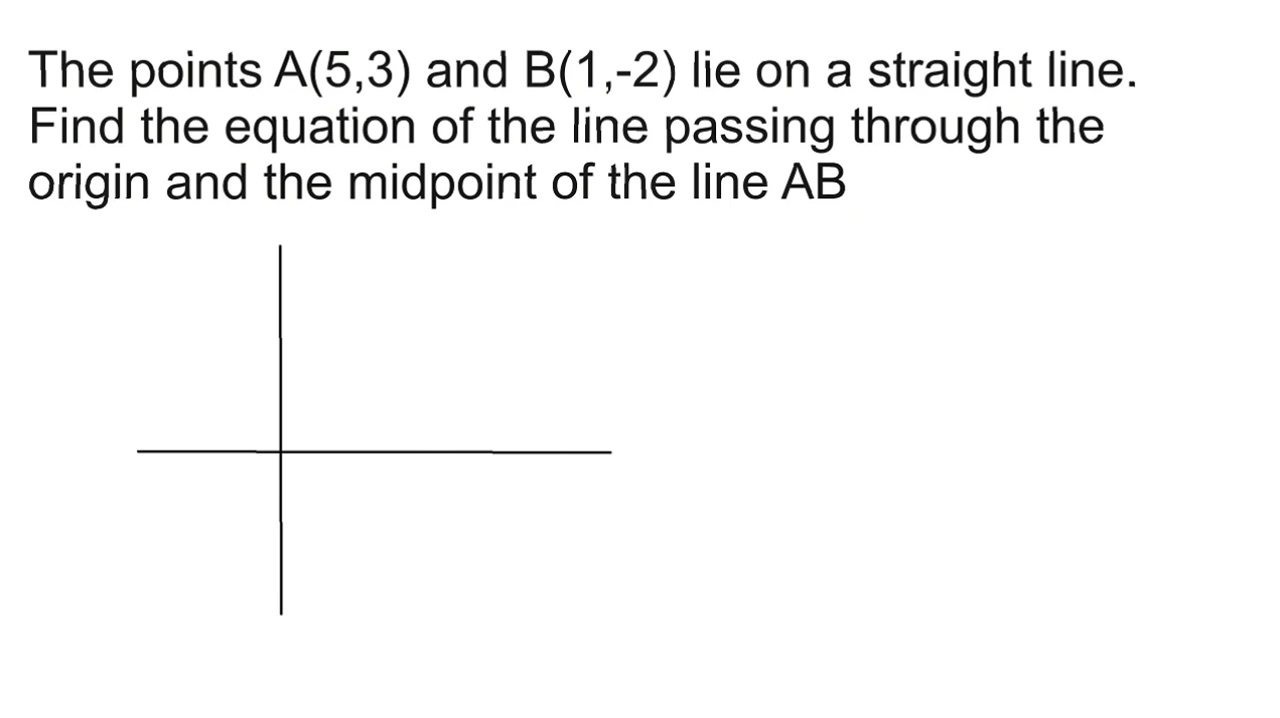 The points A(5,3) and B(1,-2) lie on a straight line.
Find the equation of the line passing through the
origin and the midpoint of the line AB